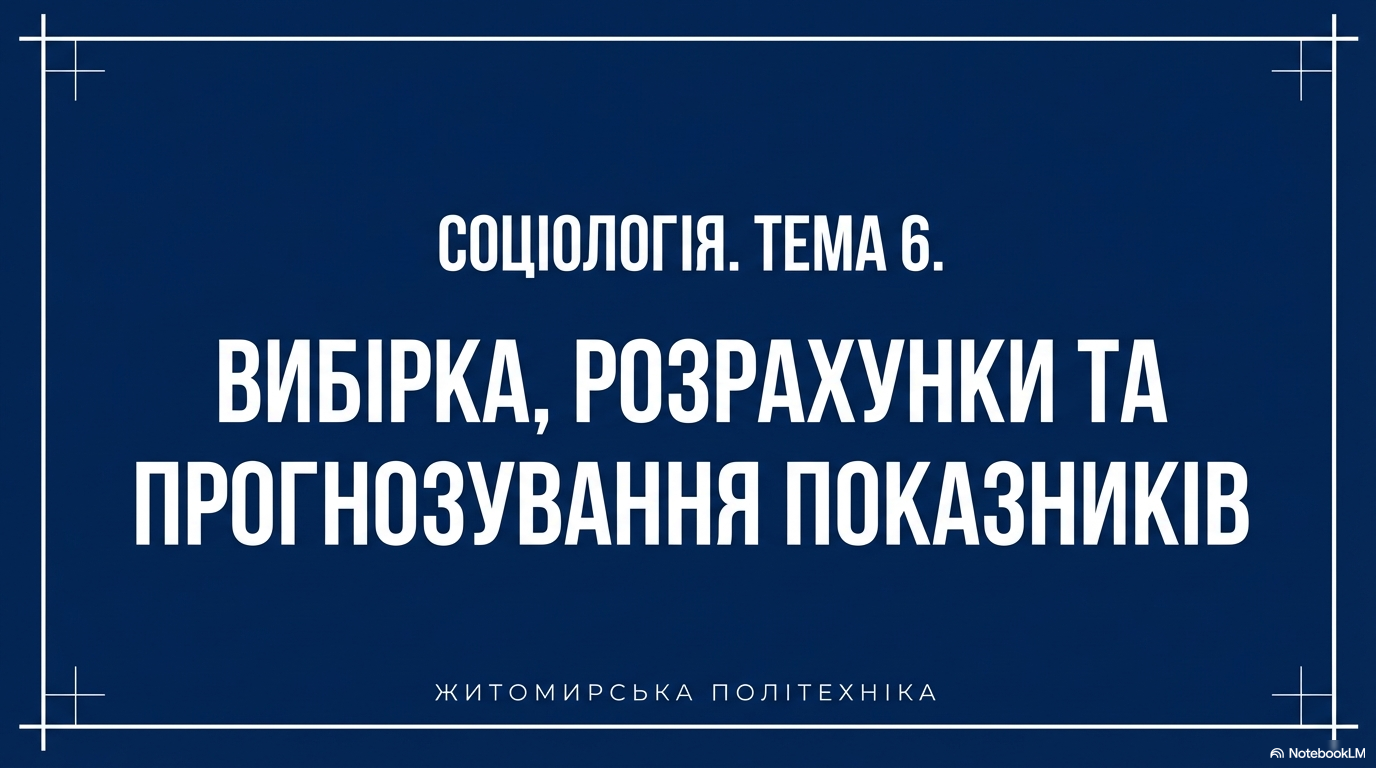 СОЦІОЛОГІЯ. ТЕМА 6.
ВИБІРКА, РОЗРАХУНКИ ТА
ПРОГНОЗУВАННЯ ПОКАЗНИКІВ
ЖИТОМИРСЬКА ПОЛІТЕХНІКА
NotebookLM